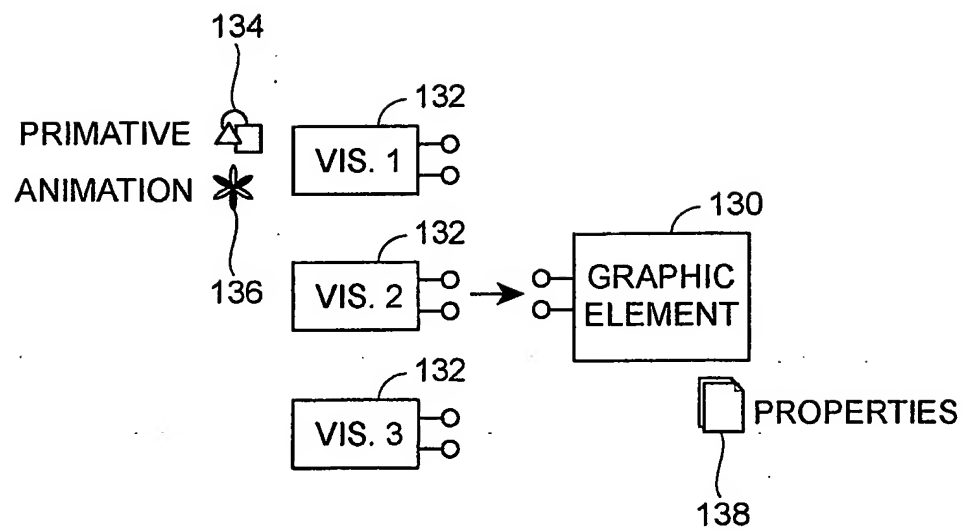 134
132
PRIMATIVE
VIS. 1
ANIMATION
130
132
136
VIS. 2
GRAPHIC
ELEMENT
132
VIS. 3
PROPERTIES
138